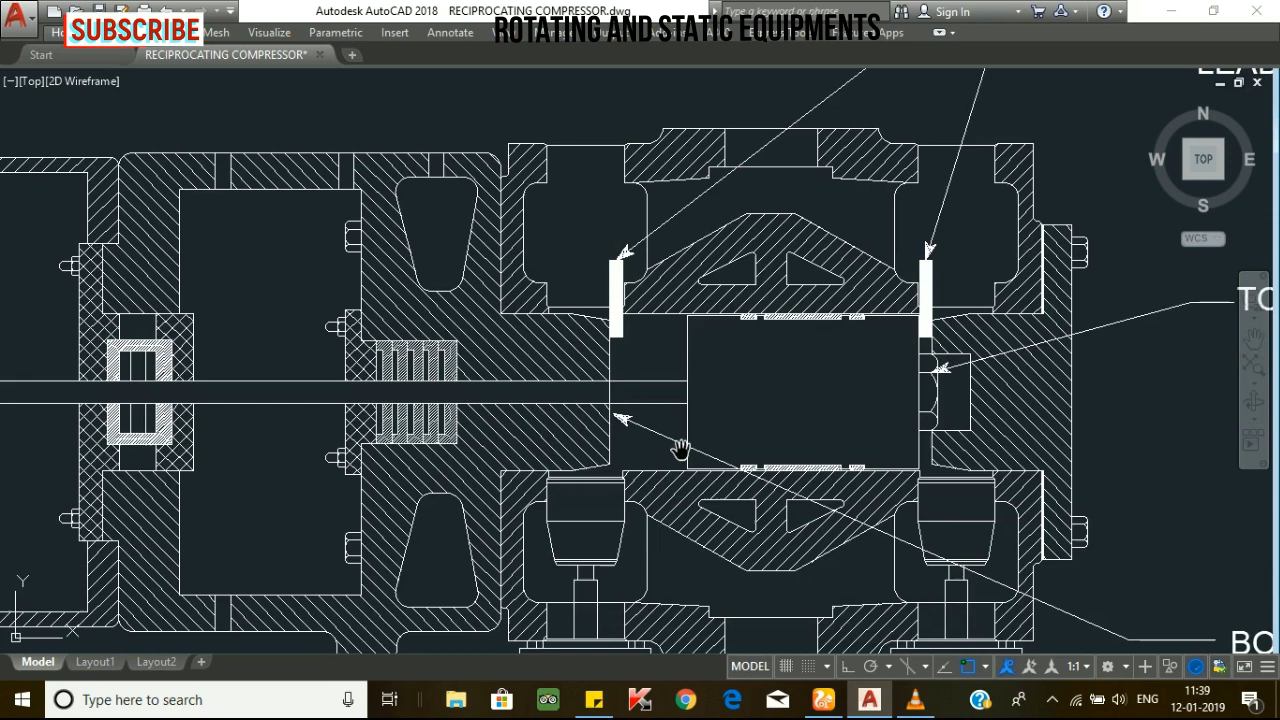 Autodesk AutoCAD 2018 RECIPROCATING COMPRESSOR.dwg
Type a keyword or phrase
Sign In
SUBSCRIBE
ROTATING AND STATIC EQUIPMENTS
Visualize
Parametric
Insert
Annotate
Apps
Start
RECIPROCATING COMPRESSOR*
[−][Top][2D Wireframe]
N
W
TOP
E
S
WCS
TO
BO
Y
X
Model
Layout1
Layout2
MODEL
1:1
Type here to search
ENG
11:39
12-01-2019
1